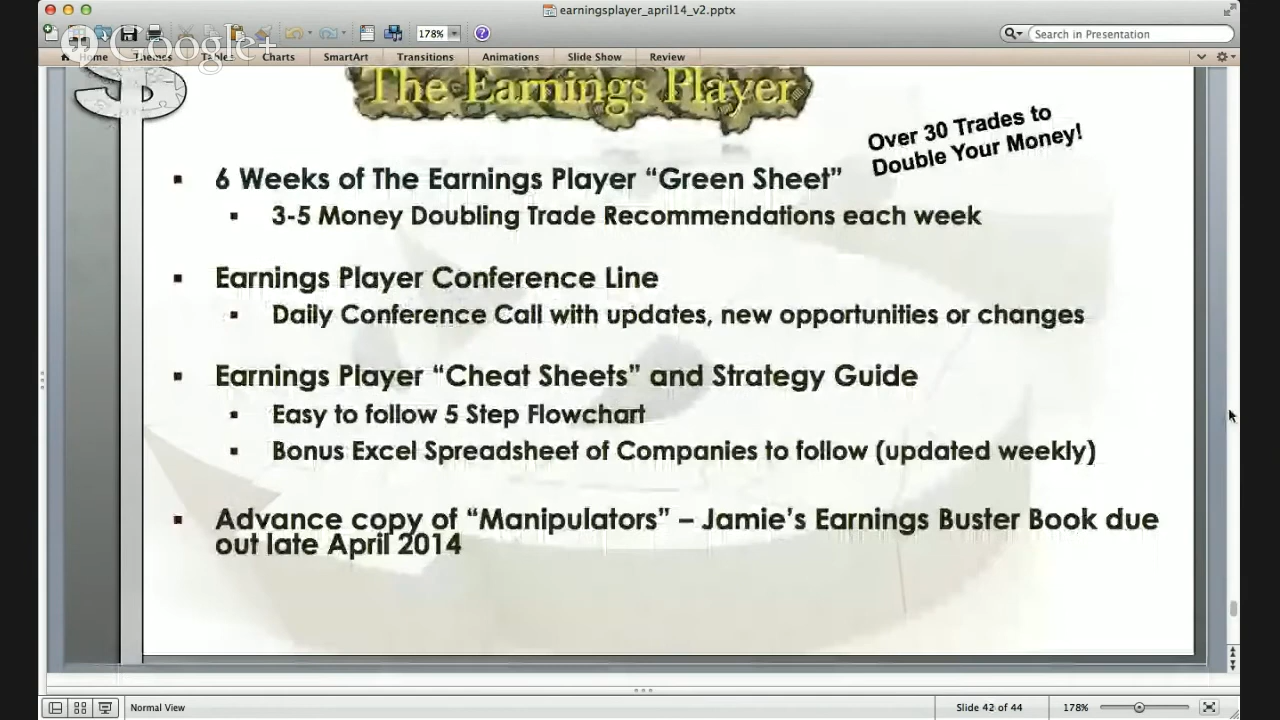 earningsplayer_april14_v2.pptx
178%
Search in Presentation
Google+
Home Themes Tables Charts SmartArt Transitions Animations Slide Show Review
The Earnings Player
Over 30 Trades to
Double Your Money!
6 Weeks of The Earnings Player “Green Sheet”
3-5 Money Doubling Trade Recommendations each week
Earnings Player Conference Line
Daily Conference Call with updates, new opportunities or changes
Earnings Player “Cheat Sheets” and Strategy Guide
Easy to follow 5 Step Flowchart
Bonus Excel Spreadsheet of Companies to follow (updated weekly)
Advance copy of “Manipulators” – Jamie’s Earnings Buster Book due
out late April 2014
Normal View
Slide 42 of 44
178%